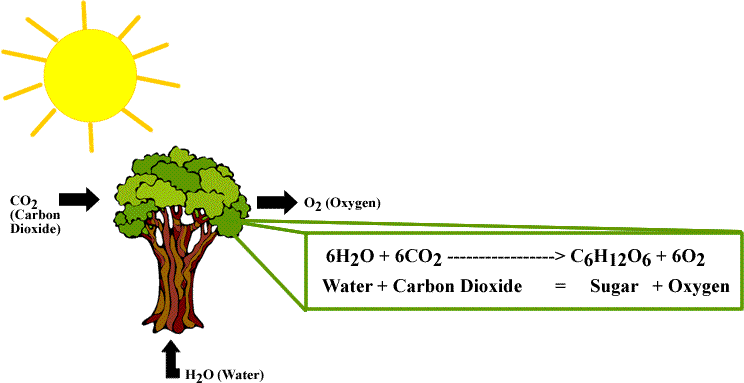 CO2
(Carbon
Dioxide)
O2 (Oxygen)
6H2O + 6CO2 -----------------> C6H12O6 + 6O2
Water + Carbon Dioxide = Sugar + Oxygen
H2O (Water)